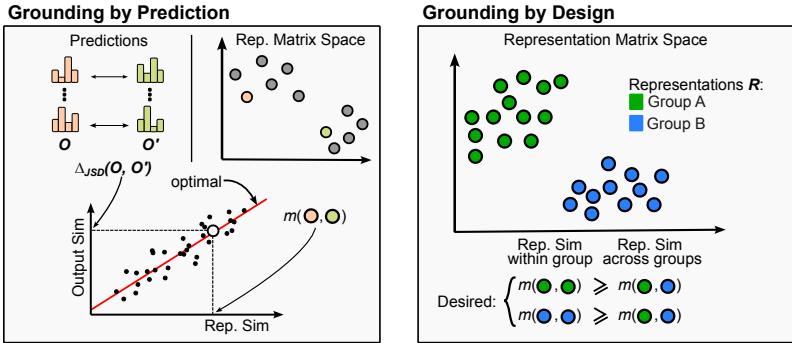 Grounding by Prediction
Predictions
O
O'
Δ_JSD(O, O')
Rep. Matrix Space
optimal
m( , )
Output Sim
Rep. Sim
Grounding by Design
Representation Matrix Space
Representations R:
Group A
Group B
Rep. Sim within group
Rep. Sim across groups
Desired:
m( , ) ⩾ m( , )
m( , ) ⩾ m( , )